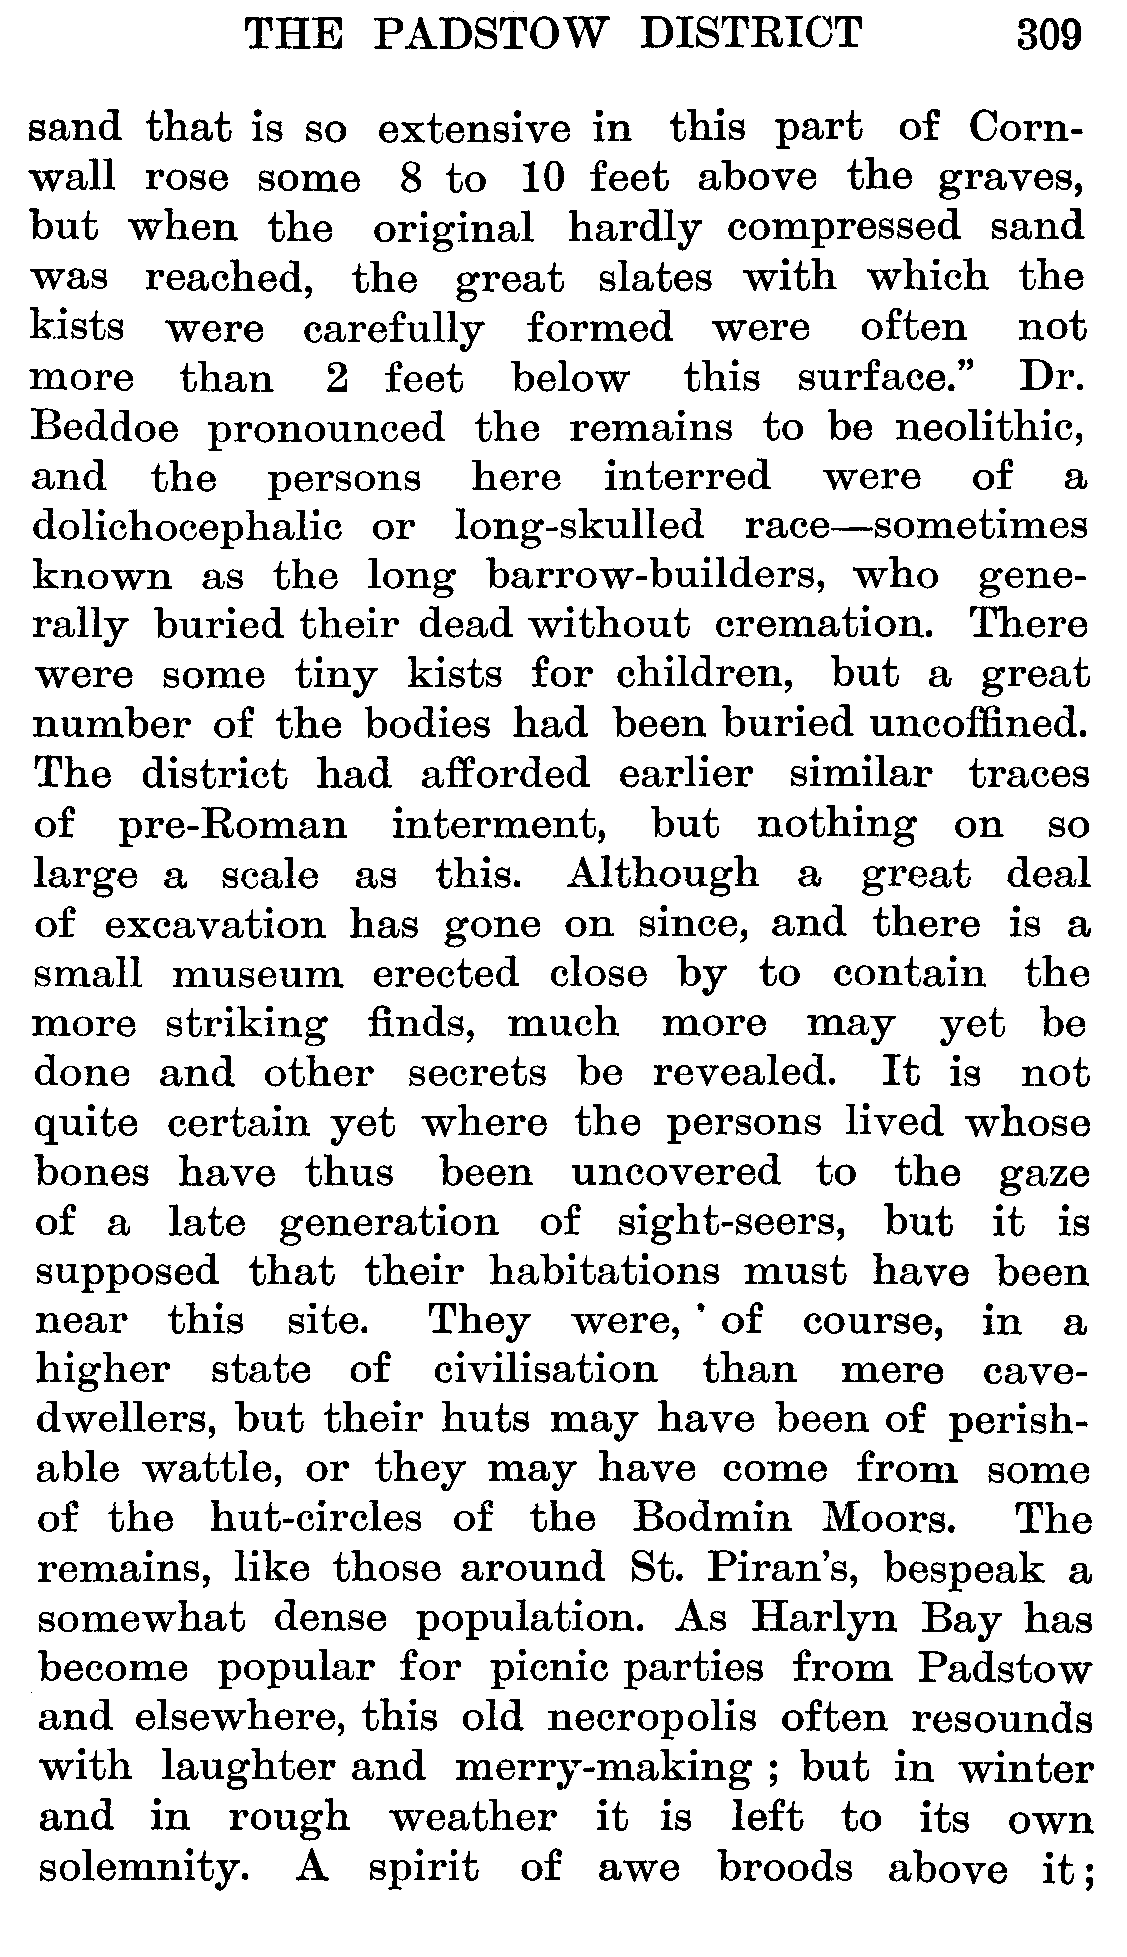 THE PADSTOW DISTRICT 309
sand that is so extensive in this part of Corn-
wall rose some 8 to 10 feet above the graves,
but when the original hardly compressed sand
was reached, the great slates with which the
kists were carefully formed were often not
more than 2 feet below this surface.” Dr.
Beddoe pronounced the remains to be neolithic,
and the persons here interred were of a
dolichocephalic or long-skulled race—sometimes
known as the long barrow-builders, who gene-
rally buried their dead without cremation. There
were some tiny kists for children, but a great
number of the bodies had been buried uncoffined.
The district had afforded earlier similar traces
of pre-Roman interment, but nothing on so
large a scale as this. Although a great deal
of excavation has gone on since, and there is a
small museum erected close by to contain the
more striking finds, much more may yet be
done and other secrets be revealed. It is not
quite certain yet where the persons lived whose
bones have thus been uncovered to the gaze
of a late generation of sight-seers, but it is
supposed that their habitations must have been
near this site. They were, of course, in a
higher state of civilisation than mere cave-
dwellers, but their huts may have been of perish-
able wattle, or they may have come from some
of the hut-circles of the Bodmin Moors. The
remains, like those around St. Piran’s, bespeak a
somewhat dense population. As Harlyn Bay has
become popular for picnic parties from Padstow
and elsewhere, this old necropolis often resounds
with laughter and merry-making ; but in winter
and in rough weather it is left to its own
solemnity. A spirit of awe broods above it;